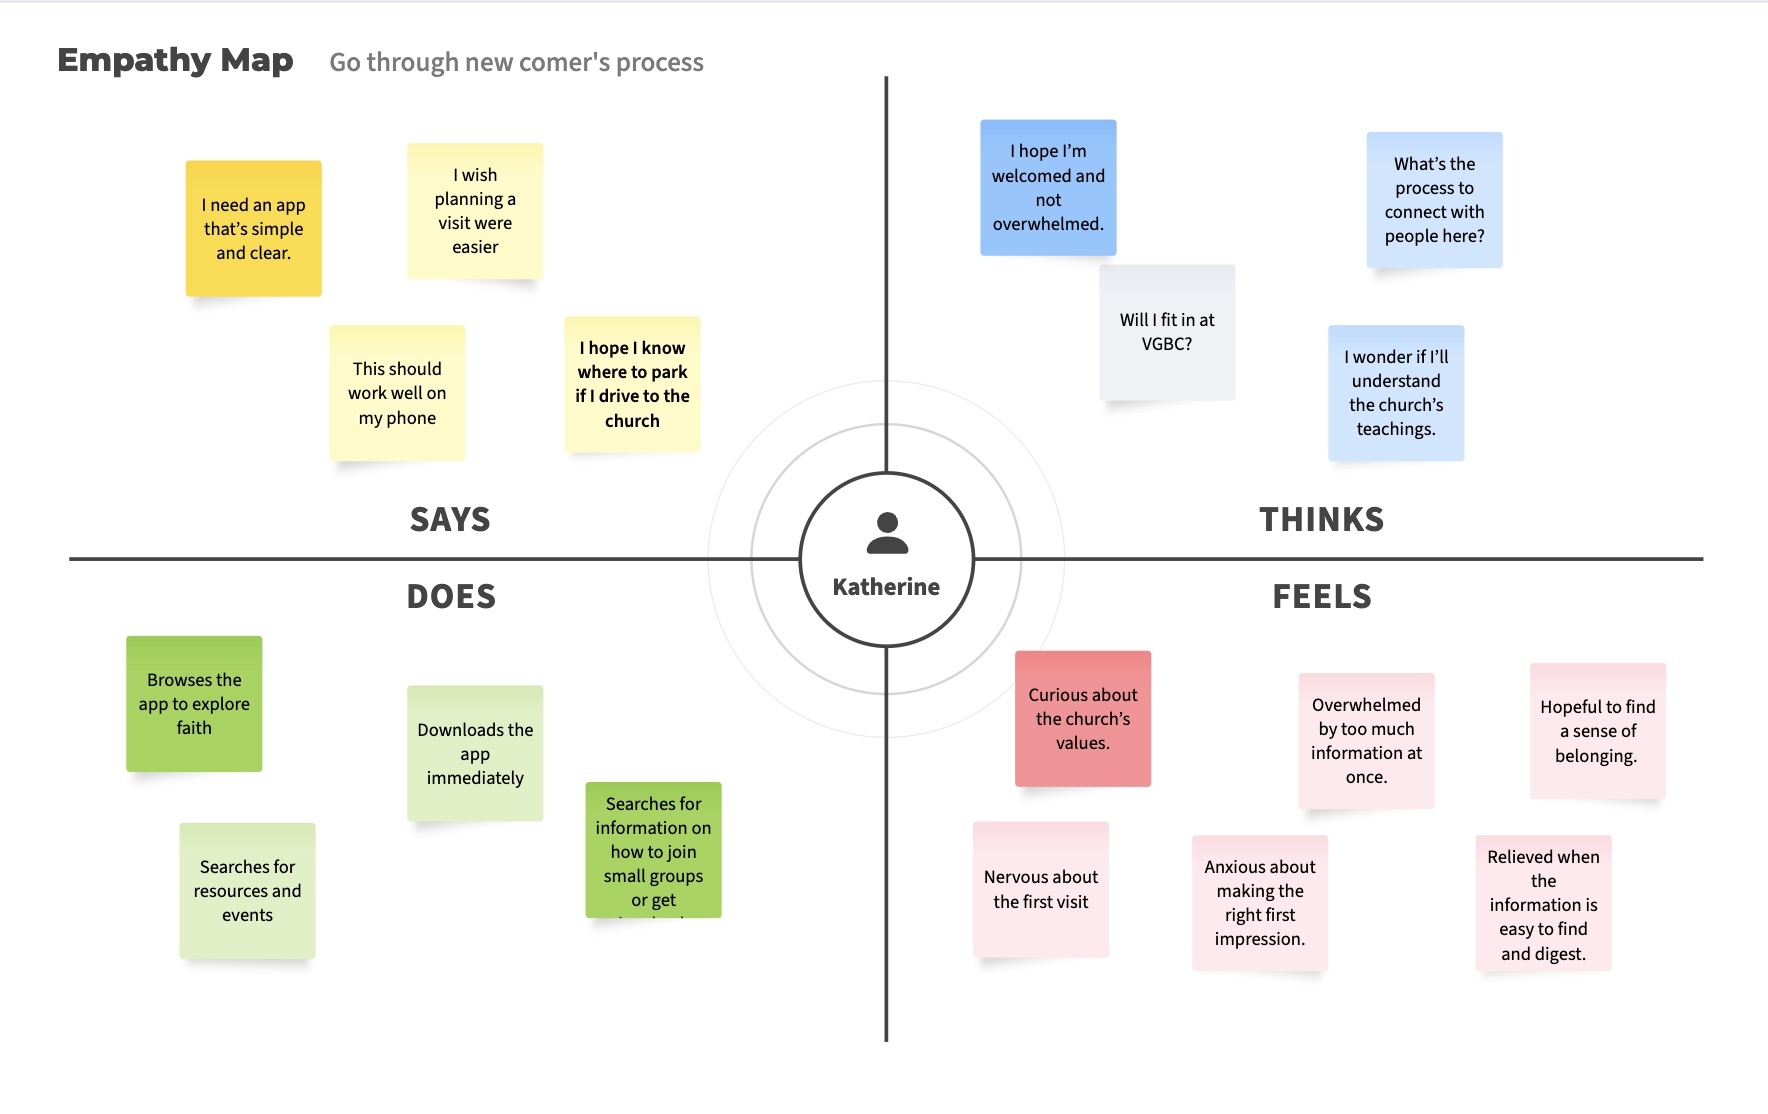 Empathy Map
Go through new comer's process
I need an app
that's simple
and clear.
I wish
planning a
visit were
easier
This should
work well on
my phone
I hope I know
where to park
if I drive to the
church
SAYS
I hope I’m
welcomed and
not
overwhelmed.
What’s the
process to
connect with
people here?
Will I fit in at
VGBC?
I wonder if I’ll
understand
the church’s
teachings.
THINKS
Katherine
DOES
Browses the
app to explore
faith
Downloads the
app
immediately
Searches for
resources and
events
Searches for
information on
how to join
small groups
or get
FEELS
Curious about
the church’s
values.
Overwhelmed
by too much
information at
once.
Hopeful to find
a sense of
belonging.
Nervous about
the first visit
Anxious about
making the
right first
impression.
Relieved when
the
information is
easy to find
and digest.